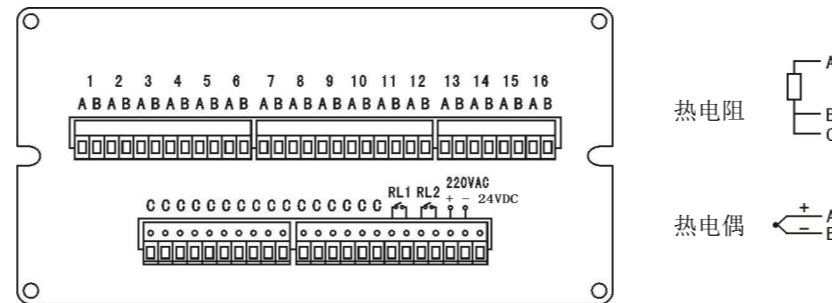 1 2 3 4 5 6 7 8 9 10 11 12 13 14 15 16
A B A B A B A B A B A B A B A B A B A B A B A B A B A B A B A B
热电阻
A
B
C
220VAC
C C C C C C C C C C C C C C C C RL1 RL2 + − 24VDC
热电偶
+ A
− B